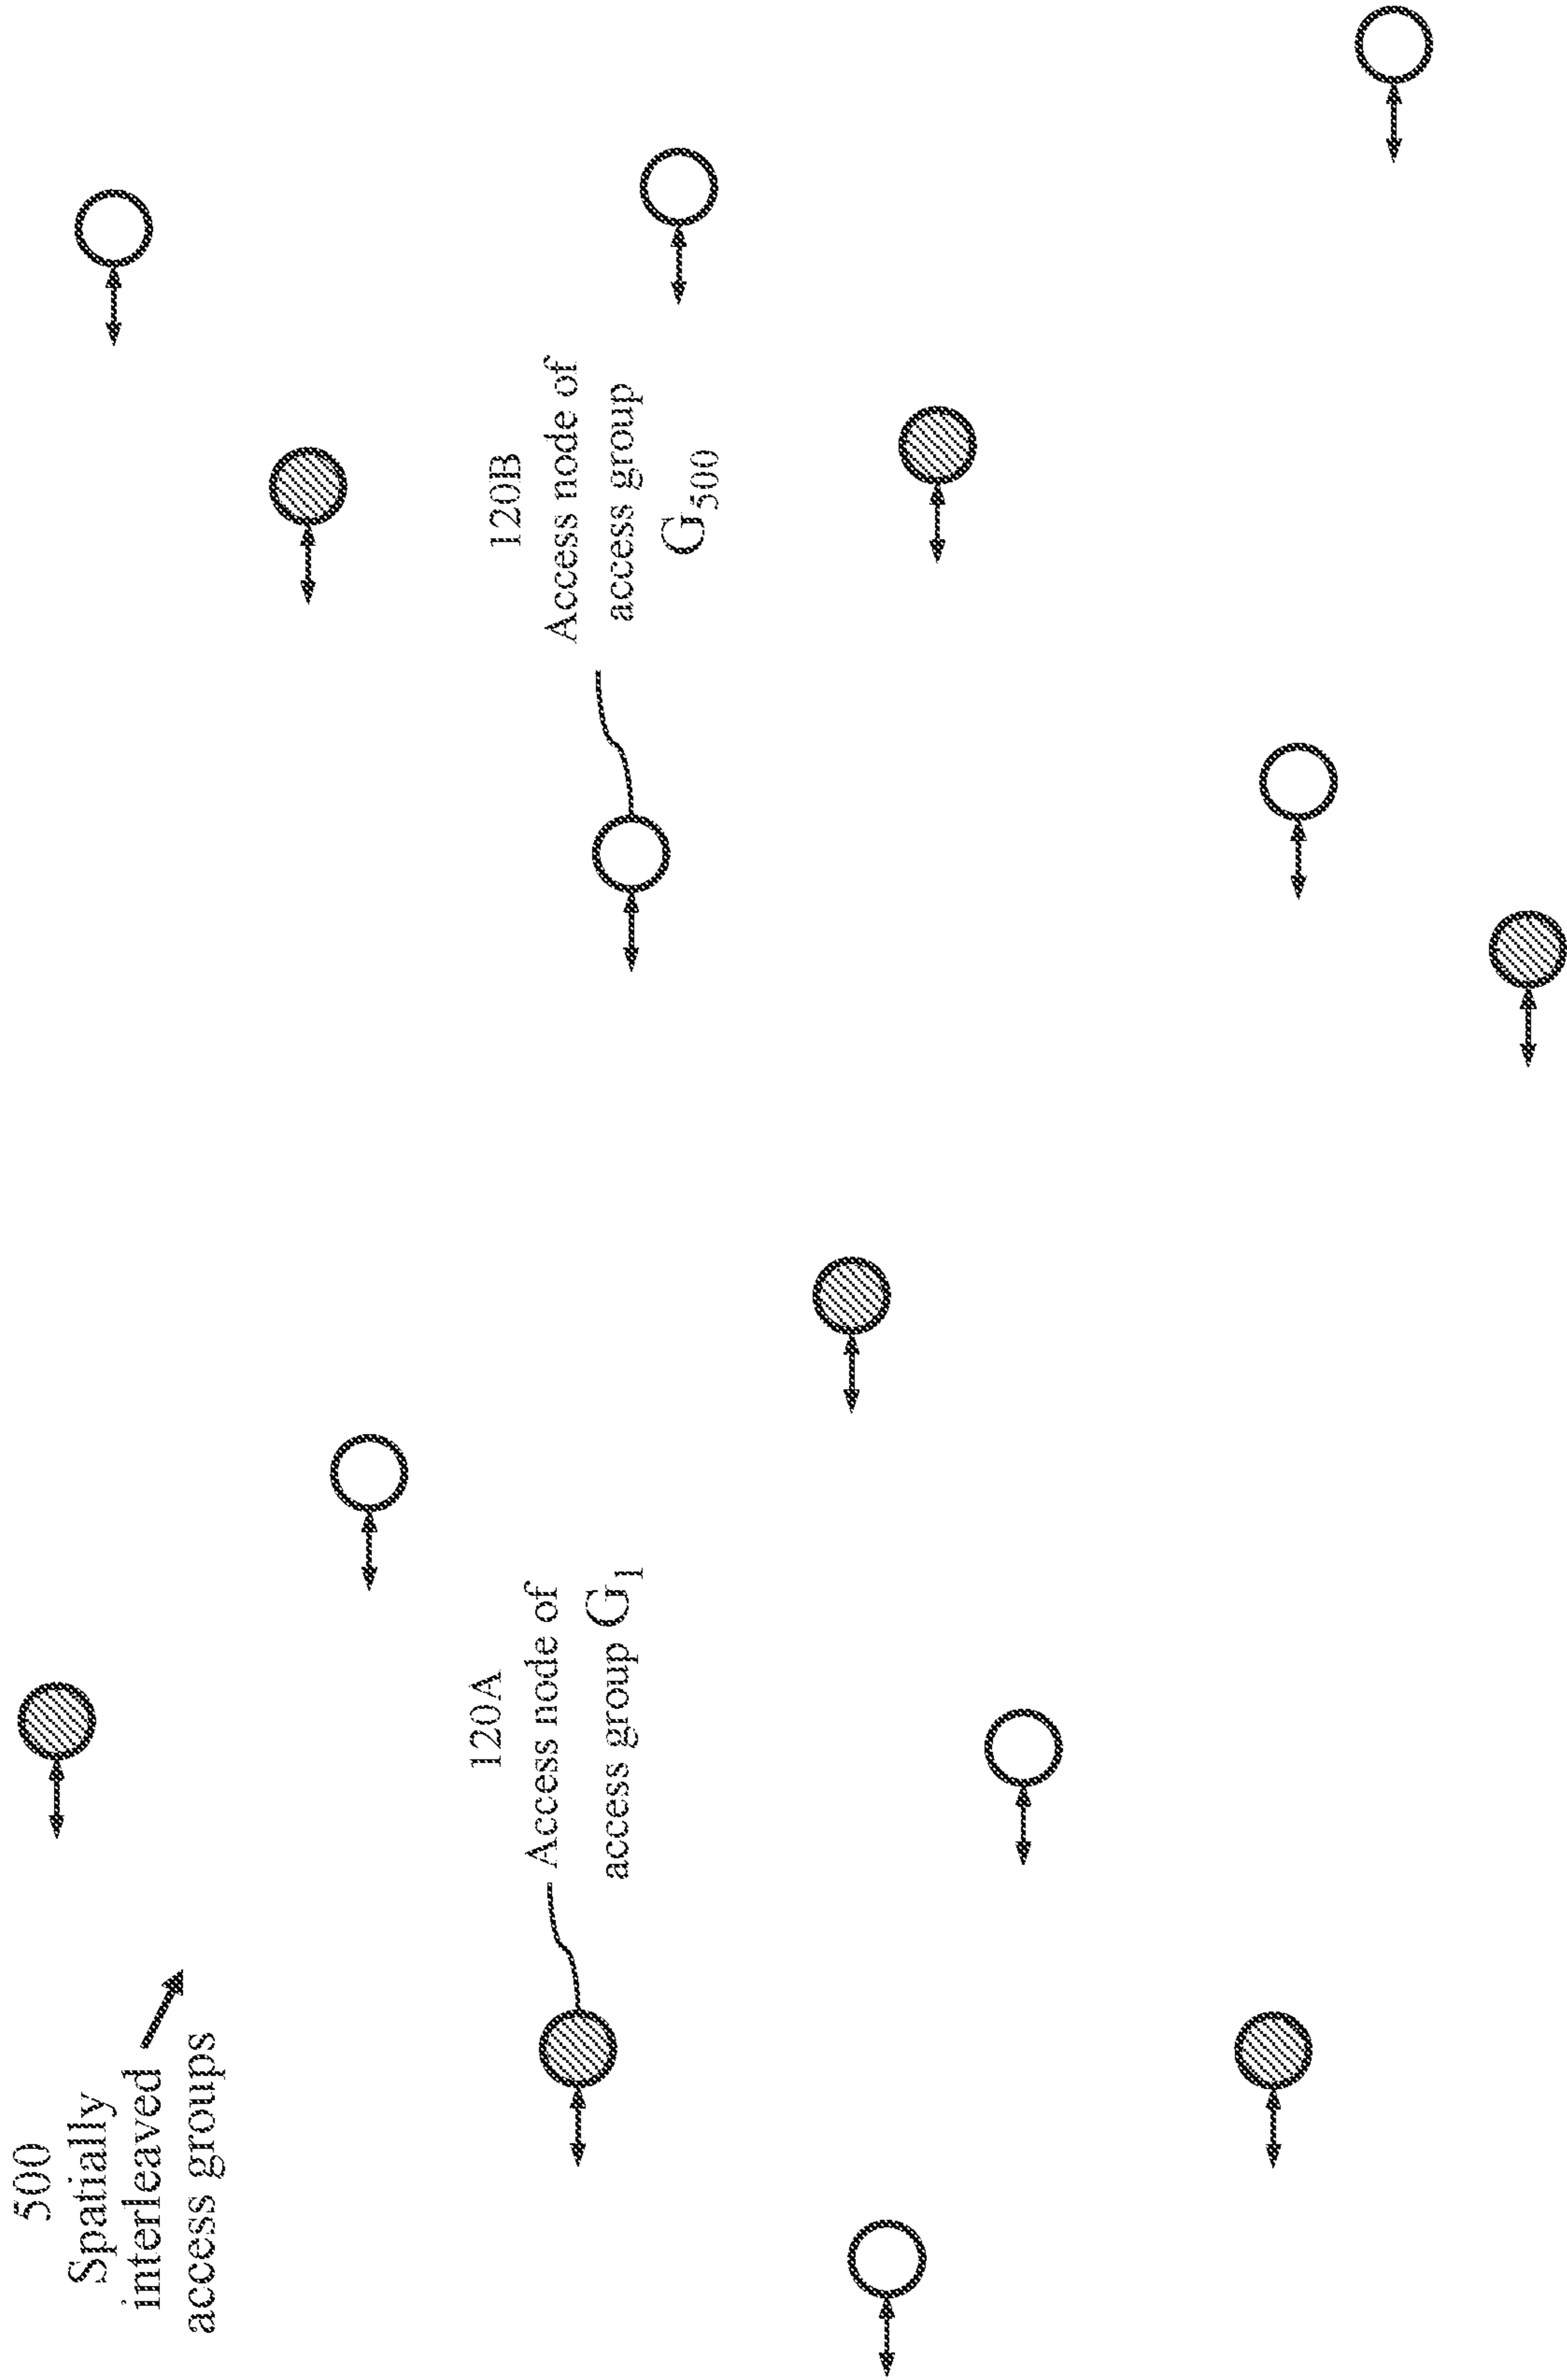 500
Spatially
interleaved
access groups
120A
Access node of
access group G1
120B
Access node of
access group
G500